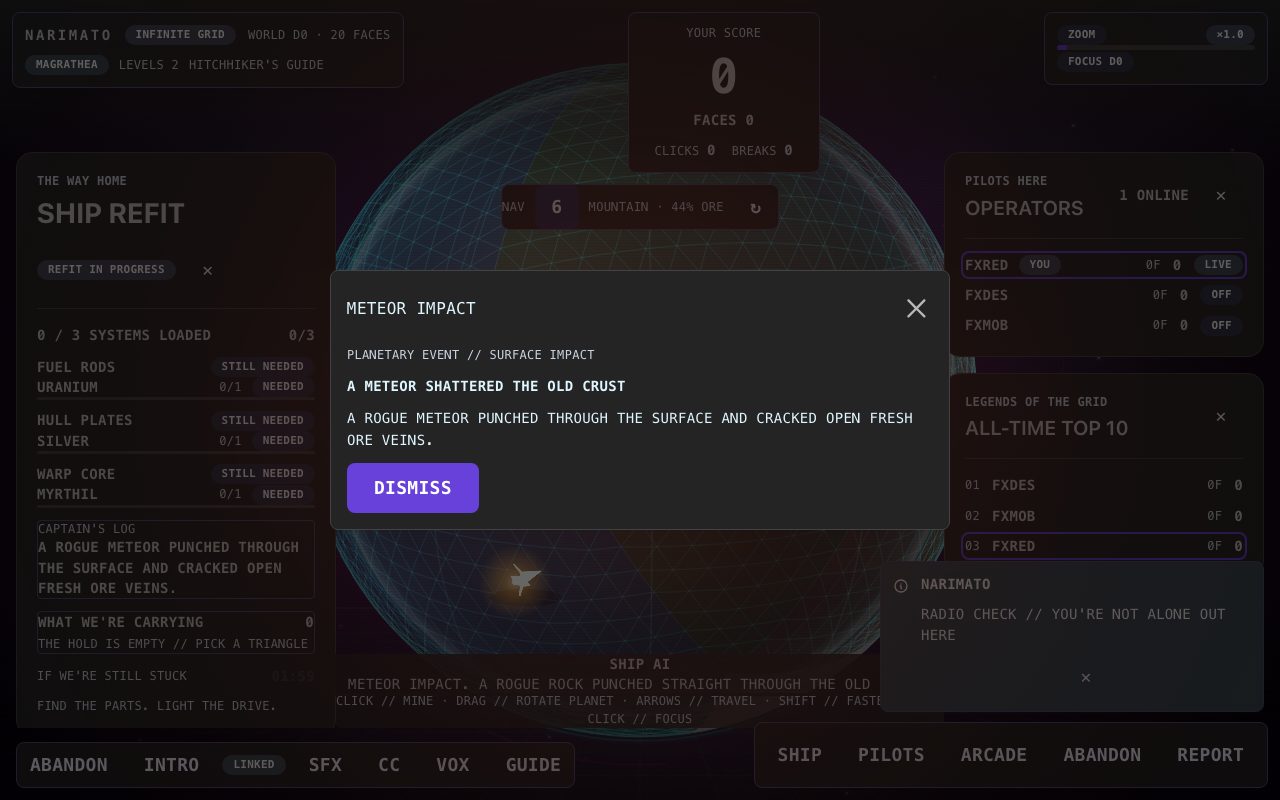 NARIMATO INFINITE GRID WORLD D0 · 20 FACES
MAGRATHEA LEVELS 2 HITCHHIKER'S GUIDE
YOUR SCORE
0
FACES 0
CLICKS 0 BREAKS 0
ZOOM ×1.0
FOCUS D0
NAV 6 MOUNTAIN · 44% ORE ↻
THE WAY HOME
SHIP REFIT
REFIT IN PROGRESS ×
0 / 3 SYSTEMS LOADED 0/3
FUEL RODS STILL NEEDED
URANIUM 0/1 NEEDED
HULL PLATES STILL NEEDED
SILVER 0/1 NEEDED
WARP CORE STILL NEEDED
MYRTHIL 0/1 NEEDED
CAPTAIN'S LOG
A ROGUE METEOR PUNCHED THROUGH
THE SURFACE AND CRACKED OPEN
FRESH ORE VEINS.
WHAT WE'RE CARRYING 0
THE HOLD IS EMPTY // PICK A TRIANGLE
IF WE'RE STILL STUCK 01:59
FIND THE PARTS. LIGHT THE DRIVE.
METEOR IMPACT
PLANETARY EVENT // SURFACE IMPACT
A METEOR SHATTERED THE OLD CRUST
A ROGUE METEOR PUNCHED THROUGH THE SURFACE AND CRACKED OPEN FRESH
ORE VEINS.
DISMISS
PILOTS HERE
OPERATORS 1 ONLINE ×
FXRED YOU 0F 0 LIVE
FXDES 0F 0 OFF
FXMOB 0F 0 OFF
LEGENDS OF THE GRID
ALL-TIME TOP 10 ×
01 FXDES 0F 0
02 FXMOB 0F 0
03 FXRED 0F 0
NARIMATO
RADIO CHECK // YOU'RE NOT ALONE OUT
HERE
×
SHIP AI
METEOR IMPACT. A ROGUE ROCK PUNCHED STRAIGHT THROUGH THE OLD
CLICK // MINE · DRAG // ROTATE PLANET · ARROWS // TRAVEL · SHIFT // FASTE
CLICK // FOCUS
ABANDON INTRO LINKED SFX CC VOX GUIDE
SHIP PILOTS ARCADE ABANDON REPORT